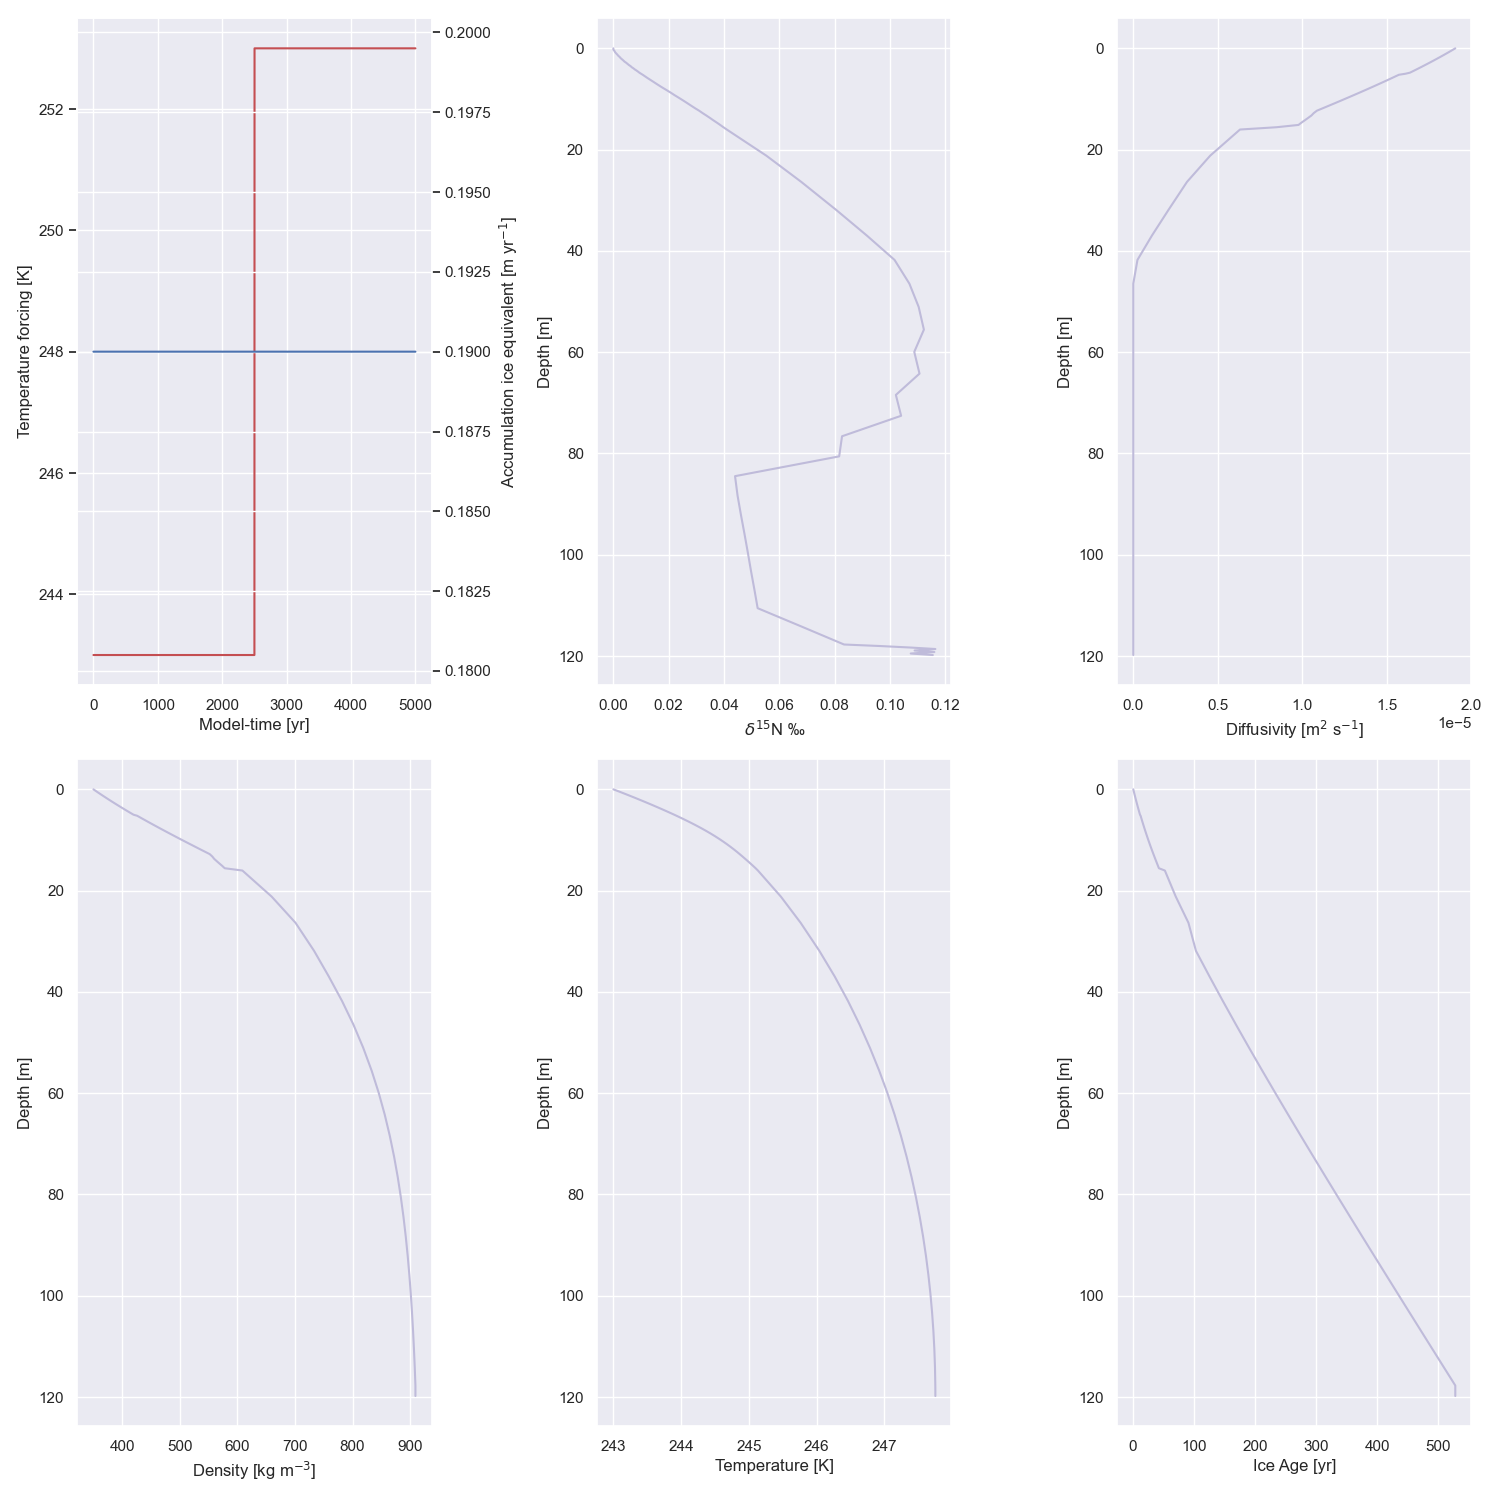 Temperature forcing [K]
252
250
248
246
244
0.2000
0.1975
0.1950
0.1925
0.1900
0.1875
0.1850
0.1825
0.1800
Accumulation ice equivalent [m yr⁻¹]
0 1000 2000 3000 4000 5000
Model-time [yr]
Depth [m]
0
20
40
60
80
100
120
0.00 0.02 0.04 0.06 0.08 0.10 0.12
δ¹⁵N ‰
Depth [m]
0
20
40
60
80
100
120
0.0 0.5 1.0 1.5 2.0
1e−5
Diffusivity [m² s⁻¹]
Depth [m]
0
20
40
60
80
100
120
400 500 600 700 800 900
Density [kg m⁻³]
Depth [m]
0
20
40
60
80
100
120
243 244 245 246 247
Temperature [K]
Depth [m]
0
20
40
60
80
100
120
0 100 200 300 400 500
Ice Age [yr]